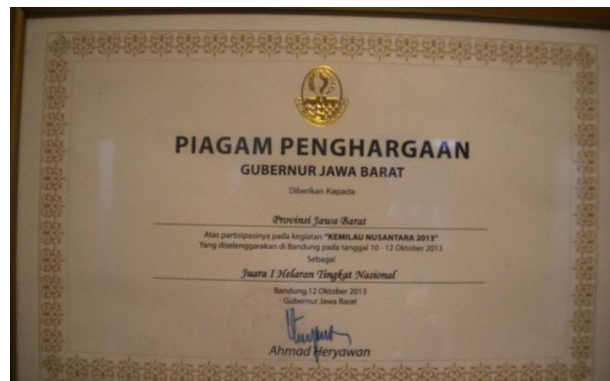 PIAGAM PENGHARGAAN
GUBERNUR JAWA BARAT
Diberikan Kepada
Provinsi Jawa Barat
Atas partisipasinya pada kegiatan "KEMILAU NUSANTARA 2013"
Yang diselenggarakan di Bandung pada tanggal 10 - 12 Oktober 2013
Sebagai
Juara I Helaran Tingkat Nasional
Bandung,12 Oktober 2013
Gubernur Jawa Barat
Ahmad Heryawan